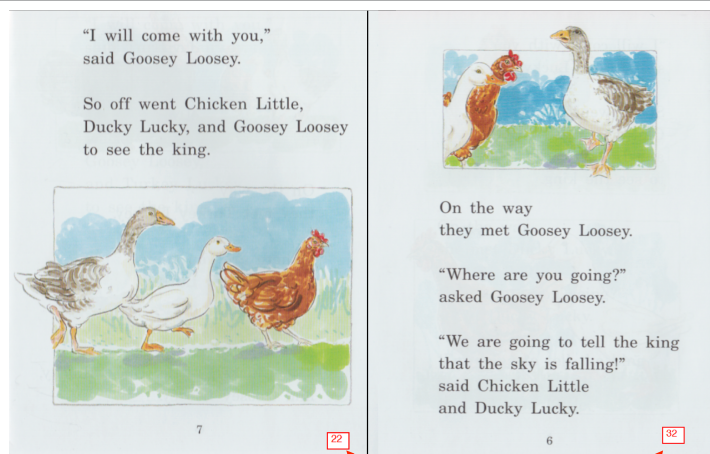 “I will come with you,”
said Goosey Loosey.
So off went Chicken Little,
Ducky Lucky, and Goosey Loosey
to see the king.
7
22
On the way
they met Goosey Loosey.
“Where are you going?”
asked Goosey Loosey.
“We are going to tell the king
that the sky is falling!”
said Chicken Little
and Ducky Lucky.
6
32